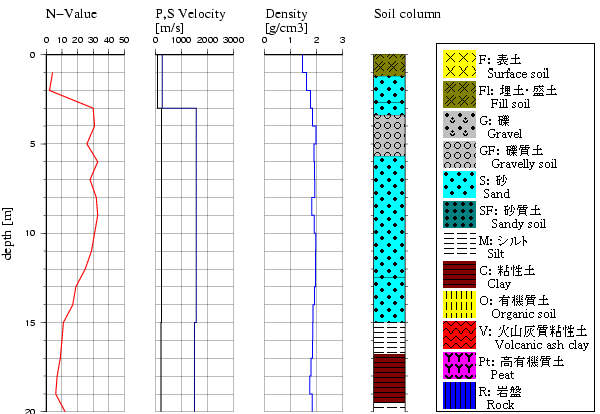 N-Value
P,S Velocity
Density
Soil column
[m/s]
[g/cm3]
0 10 20 30 40 50
0 1000 2000 3000
0 1 2 3
0
5
10
15
20
depth [m]
F: 表土
Surface soil
Fl: 埋土・盛土
Fill soil
G: 礫
Gravel
GF: 礫質土
Gravelly soil
S: 砂
Sand
SF: 砂質土
Sandy soil
M: シルト
Silt
C: 粘性土
Clay
O: 有機質土
Organic soil
V: 火山灰質粘性土
Volcanic ash clay
Pt: 高有機質土
Peat
R: 岩盤
Rock